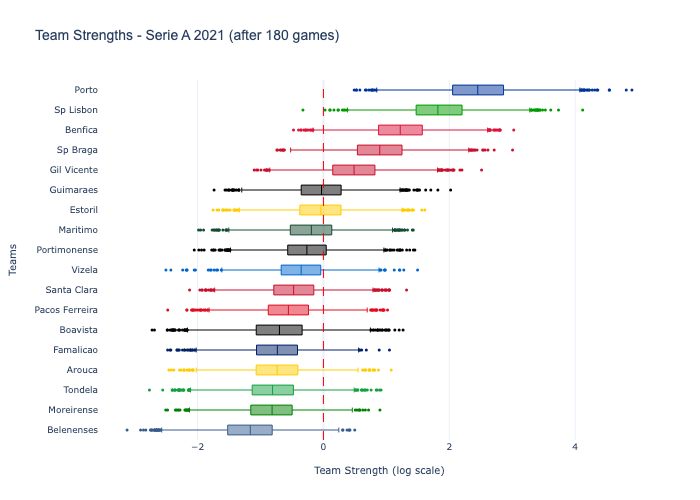 Team Strengths - Serie A 2021 (after 180 games)
Porto
Sp Lisbon
Benfica
Sp Braga
Gil Vicente
Guimaraes
Estoril
Maritimo
Portimonense
Vizela
Santa Clara
Pacos Ferreira
Boavista
Famalicao
Arouca
Tondela
Moreirense
Belenenses
Teams
−2
0
2
4
Team Strength (log scale)